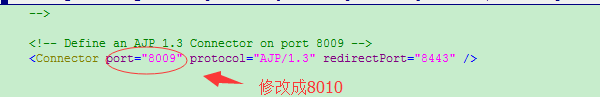 -->
<!-- Define an AJP 1.3 Connector on port 8009 -->
<Connector port="8009" protocol="AJP/1.3" redirectPort="8443" />
修改成8010